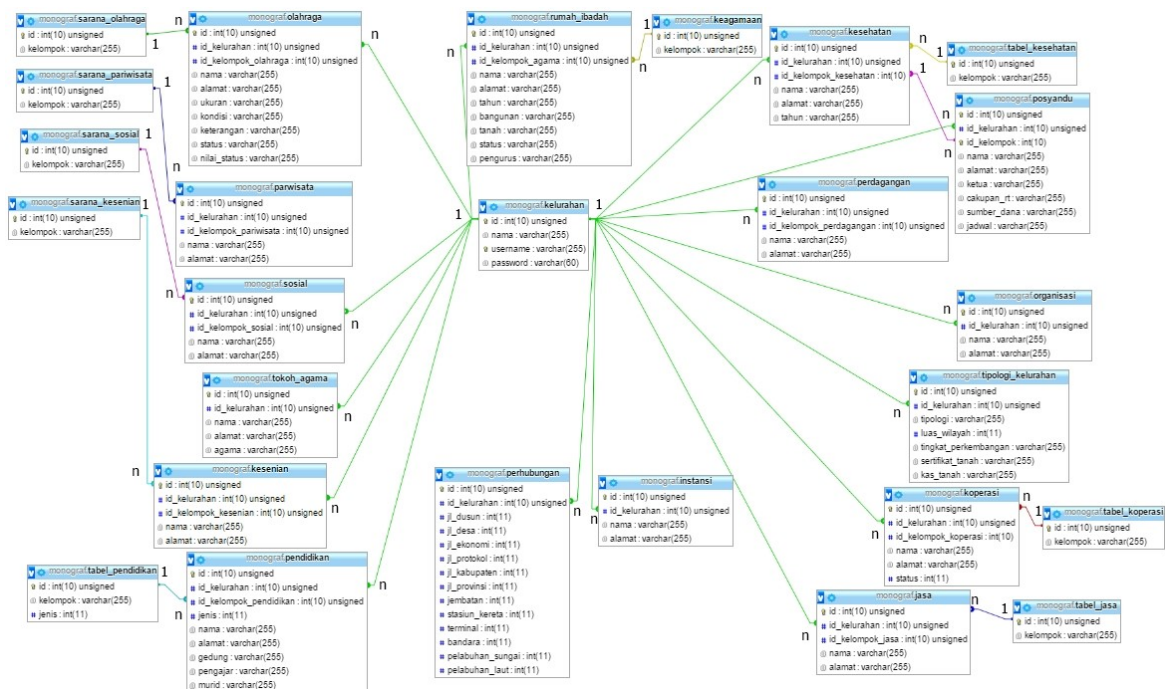 monograf.sarana_olahraga
id : int(10) unsigned
kelompok : varchar(255)
n
1
monograf.olahraga
id : int(10) unsigned
id_kelurahan : int(10) unsigned
id_kelompok_olahraga : int(10) unsigned
nama : varchar(255)
alamat : varchar(255)
ukuran : varchar(255)
kondisi : varchar(255)
keterangan : varchar(255)
status : varchar(255)
nilai_status : varchar(255)
n
monograf.rumah_ibadah
id : int(10) unsigned
id_kelurahan : int(10) unsigned
id_kelompok_agama : int(10) unsigned
nama : varchar(255)
alamat : varchar(255)
tahun : varchar(255)
bangunan : varchar(255)
tanah : varchar(255)
status : varchar(255)
pengurus : varchar(255)
n
1
n
monograf.keagamaan
id : int(10) unsigned
kelompok : varchar(255)
monograf.kesehatan
id : int(10) unsigned
id_kelurahan : int(10) unsigned
id_kelompok_kesehatan : int(10)
nama : varchar(255)
alamat : varchar(255)
tahun : varchar(255)
n
n
1
1
monograf.tabel_kesehatan
id : int(10) unsigned
kelompok : varchar(255)
monograf.sarana_pariwisata
id : int(10) unsigned
kelompok : varchar(255)
1
n
monograf.posyandu
id : int(10) unsigned
id_kelurahan : int(10) unsigned
id_kelompok : int(10)
nama : varchar(255)
alamat : varchar(255)
ketua : varchar(255)
cakupan_rt : varchar(255)
sumber_dana : varchar(255)
jadwal : varchar(255)
n
n
monograf.sarana_sosial
id : int(10) unsigned
kelompok : varchar(255)
1
n
monograf.parwisata
id : int(10) unsigned
id_kelurahan : int(10) unsigned
id_kelompok_pariwisata : int(10) unsigned
nama : varchar(255)
alamat : varchar(255)
monograf.sarana_kesenian
id : int(10) unsigned
kelompok : varchar(255)
1
n
monograf.kelurahan
id : int(10) unsigned
nama : varchar(255)
username : varchar(255)
password : varchar(60)
1
1
monograf.perdagangan
id : int(10) unsigned
id_kelurahan : int(10) unsigned
id_kelompok_perdagangan : int(10) unsigned
nama : varchar(255)
alamat : varchar(255)
n
monograf.sosial
id : int(10) unsigned
id_kelurahan : int(10) unsigned
id_kelompok_sosial : int(10) unsigned
nama : varchar(255)
alamat : varchar(255)
n
monograf.organisasi
id : int(10) unsigned
id_kelurahan : int(10) unsigned
nama : varchar(255)
alamat : varchar(255)
n
monograf.tokoh_agama
id : int(10) unsigned
id_kelurahan : int(10) unsigned
nama : varchar(255)
alamat : varchar(255)
agama : varchar(255)
n
monograf.tipologi_kelurahan
id : int(10) unsigned
id_kelurahan : int(10) unsigned
tipologi : varchar(255)
luas_wilayah : int(11)
tingkat_perkembangan : varchar(255)
sertifikat_tanah : varchar(255)
kas_tanah : varchar(255)
n
monograf.kesenian
id : int(10) unsigned
id_kelurahan : int(10) unsigned
id_kelompok_kesenian : int(10) unsigned
nama : varchar(255)
alamat : varchar(255)
n
n
monograf.perhubungan
id : int(10) unsigned
id_kelurahan : int(10) unsigned
jl_dusun : int(11)
jl_desa : int(11)
jl_ekonomi : int(11)
jl_protokol : int(11)
jl_kabupaten : int(11)
jl_provinsi : int(11)
jembatan : int(11)
stasiun_kereta : int(11)
terminal : int(11)
bandara : int(11)
pelabuhan_sungai : int(11)
pelabuhan_laut : int(11)
n
monograf.instansi
id : int(10) unsigned
id_kelurahan : int(10) unsigned
nama : varchar(255)
alamat : varchar(255)
n
monograf.koperasi
id : int(10) unsigned
id_kelurahan : int(10) unsigned
id_kelompok_koperasi : int(10)
nama : varchar(255)
alamat : varchar(255)
status : int(11)
n
n
1
monograf.tabel_koperasi
id : int(10) unsigned
kelompok : varchar(255)
monograf.tabel_pendidikan
id : int(10) unsigned
kelompok : varchar(255)
jenis : int(11)
1
n
monograf.pendidikan
id : int(10) unsigned
id_kelurahan : int(10) unsigned
id_kelompok_pendidikan : int(10) unsigned
jenis : int(11)
nama : varchar(255)
alamat : varchar(255)
gedung : varchar(255)
pengajar : varchar(255)
murid : varchar(255)
n
monograf.jasa
id : int(10) unsigned
id_kelurahan : int(10) unsigned
id_kelompok_jasa : int(10) unsigned
nama : varchar(255)
alamat : varchar(255)
n
n
1
monograf.tabel_jasa
id : int(10) unsigned
kelompok : varchar(255)